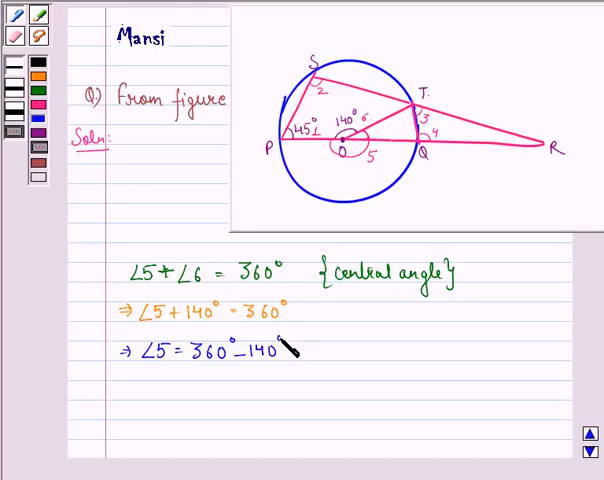 Mansi
Q) From figure
Soln:
S
2
T.
140° 6.
3
45° 1
4
P
O
5
Q
R
∠5 + ∠6 = 360° {central angle}
⇒ ∠5 + 140° = 360°
⇒ ∠5 = 360° - 140°